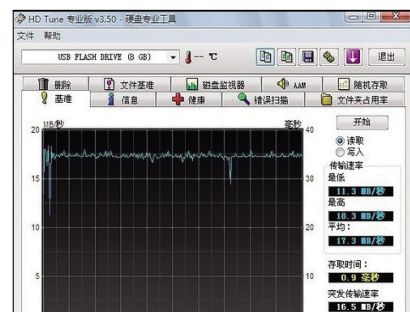 HD Tune 专业版 v3.50 - 硬盘专业工具
文件 帮助
USB FLASH DRIVE (8 GB)
-- ℃
退出
删除 文件基准 磁盘监视器 AAM 随机存取
基准 信息 健康 错误扫描 文件夹占用率
MB/秒
毫秒
20
40
15
10
20
5
10
开始
读取
写入
传输速率
最低
11.3 MB/秒
最高
18.3 MB/秒
平均:
17.3 MB/秒
存取时间:
0.9 毫秒
突发传输速率
16.5 MB/秒